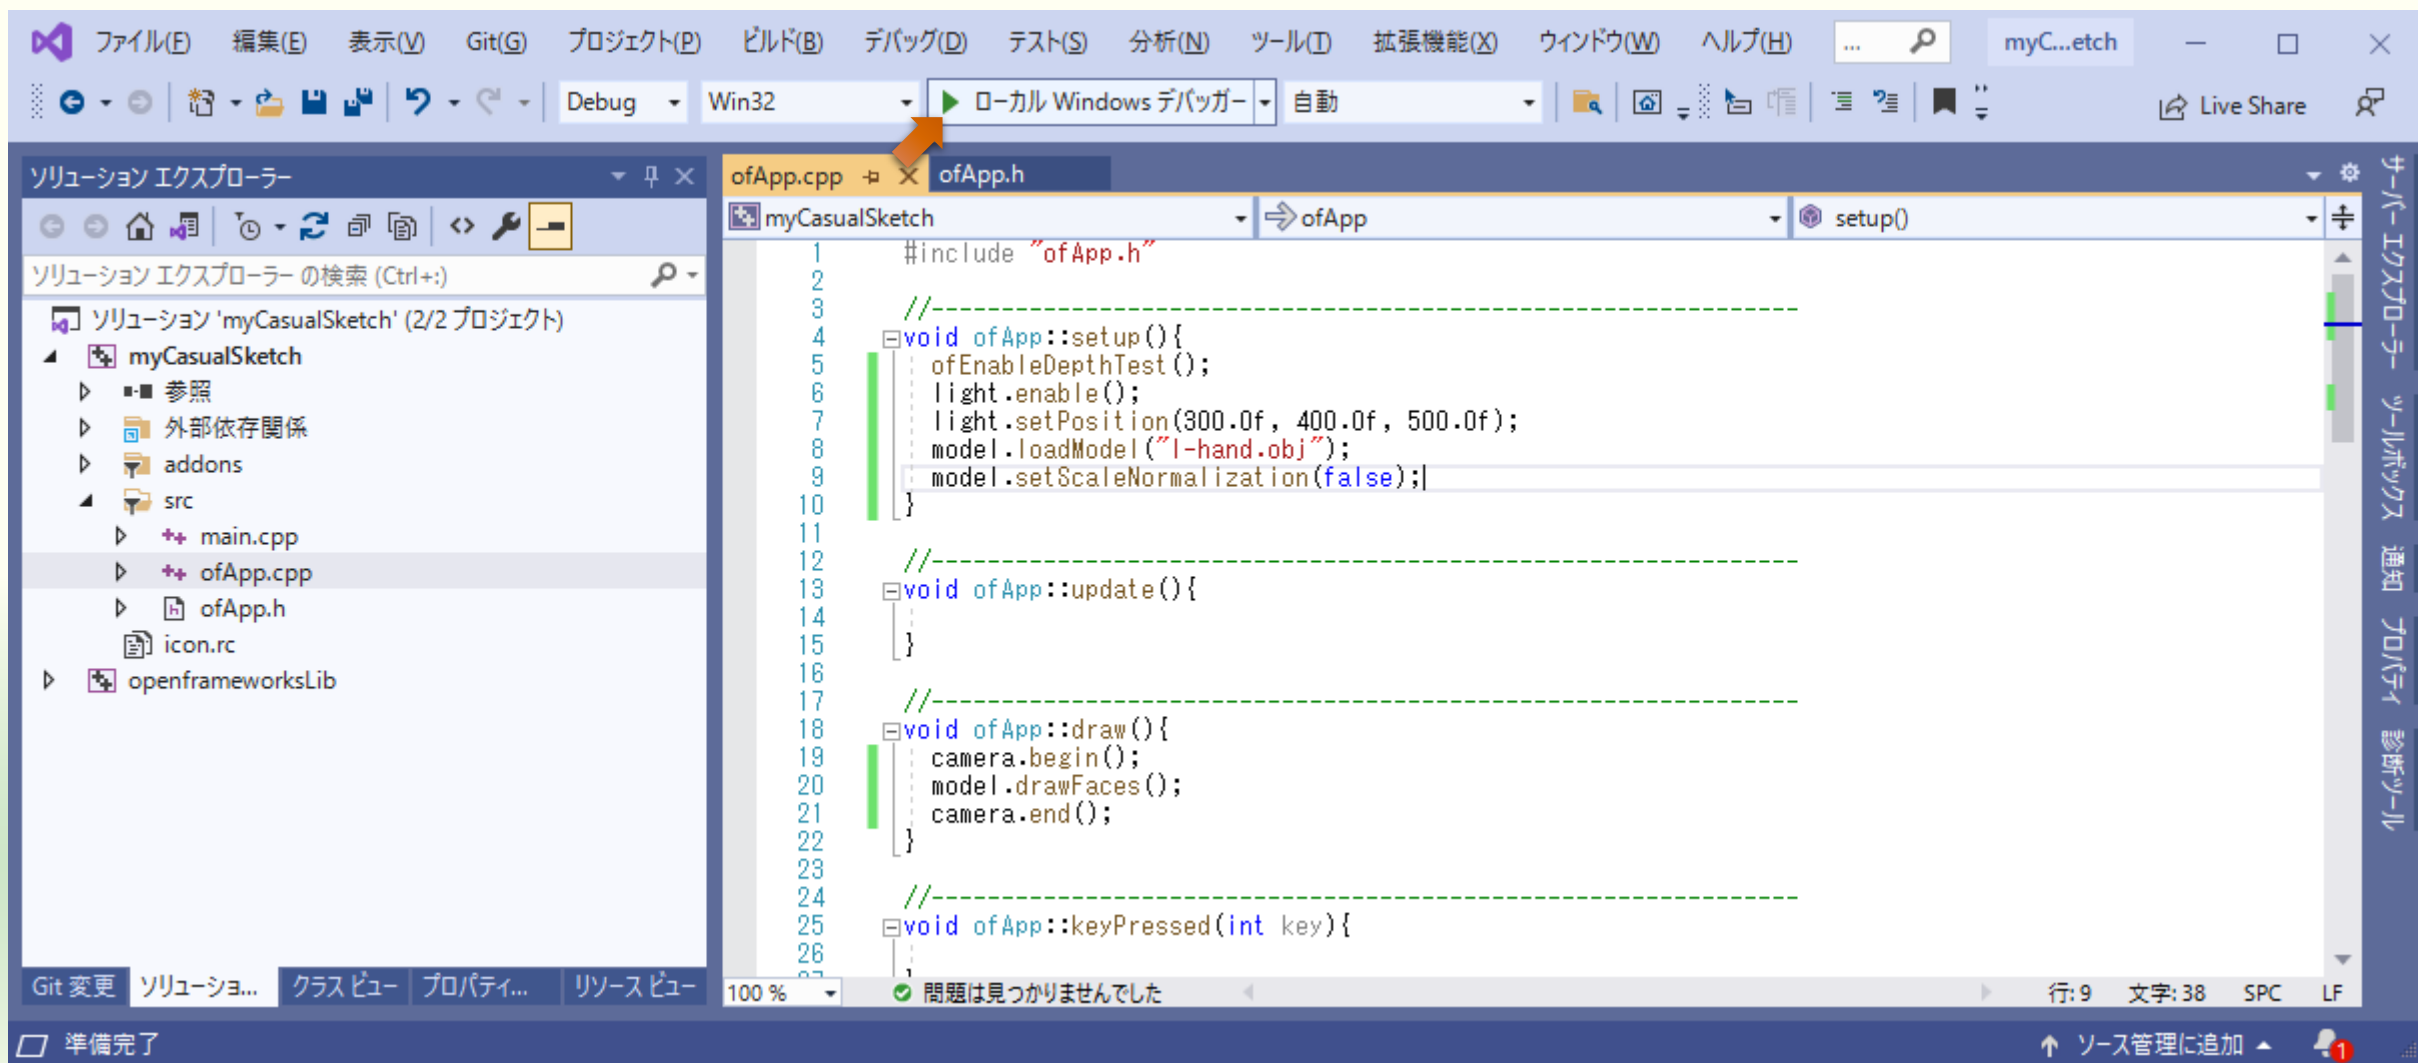 ファイル(F) 編集(E) 表示(V) Git(G) プロジェクト(P) ビルド(B) デバッグ(D) テスト(S) 分析(N) ツール(T) 拡張機能(X) ウィンドウ(W) ヘルプ(H) ... myC...etch
Debug Win32 ローカル Windows デバッガー 自動 Live Share
ソリューション エクスプローラー
ソリューション エクスプローラー の検索 (Ctrl+:)
ソリューション 'myCasualSketch' (2/2 プロジェクト)
myCasualSketch
参照
外部依存関係
addons
src
main.cpp
ofApp.cpp
ofApp.h
icon.rc
openframeworksLib
Git 変更 ソリューショ... クラス ビュー プロパティ... リソース ビュー
ofApp.cpp ofApp.h
myCasualSketch ofApp setup()
1 #include "ofApp.h"
2
3 //--------------------------------------------------------------
4 void ofApp::setup(){
5 ofEnableDepthTest();
6 light.enable();
7 light.setPosition(300.0f, 400.0f, 500.0f);
8 model.loadModel("l-hand.obj");
9 model.setScaleNormalization(false);
10 }
11
12 //--------------------------------------------------------------
13 void ofApp::update(){
14
15 }
16
17 //--------------------------------------------------------------
18 void ofApp::draw(){
19 camera.begin();
20 model.drawFaces();
21 camera.end();
22 }
23
24 //--------------------------------------------------------------
25 void ofApp::keyPressed(int key){
26
100 % 問題は見つかりませんでした 行: 9 文字: 38 SPC LF
サーバー エクスプローラー
ツールボックス
通知
プロパティ
診断ツール
準備完了 ソース管理に追加 1